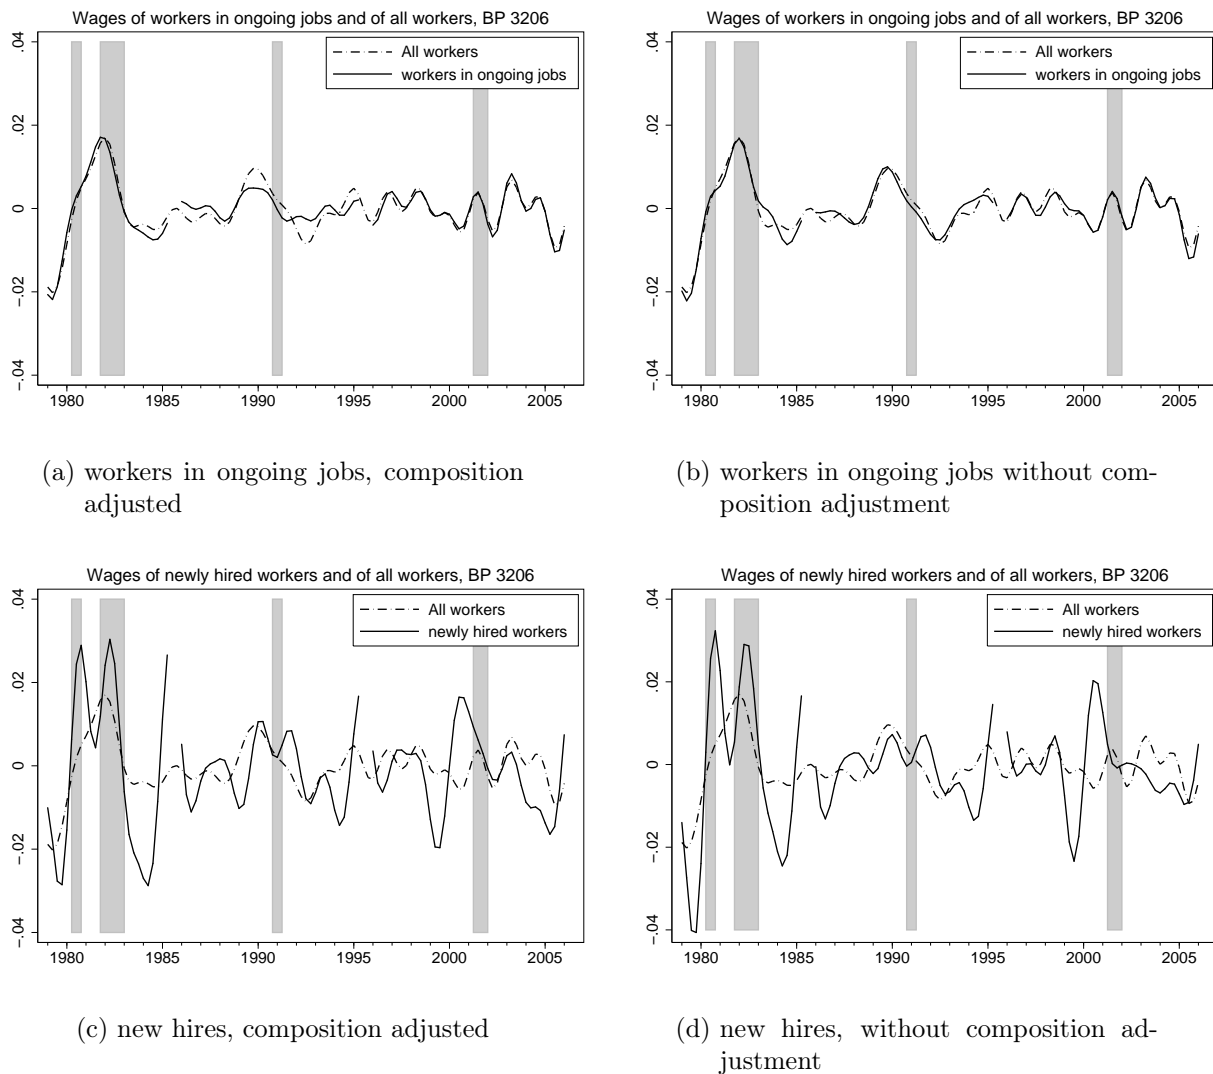 Wages of workers in ongoing jobs and of all workers, BP 3206
All workers
workers in ongoing jobs
.04
.02
0
-.02
-.04
1980 1985 1990 1995 2000 2005
(a) workers in ongoing jobs, composition
adjusted
Wages of workers in ongoing jobs and of all workers, BP 3206
All workers
workers in ongoing jobs
.04
.02
0
-.02
-.04
1980 1985 1990 1995 2000 2005
(b) workers in ongoing jobs without com-
position adjustment
Wages of newly hired workers and of all workers, BP 3206
All workers
newly hired workers
.04
.02
0
-.02
-.04
1980 1985 1990 1995 2000 2005
(c) new hires, composition adjusted
Wages of newly hired workers and of all workers, BP 3206
All workers
newly hired workers
.04
.02
0
-.02
-.04
1980 1985 1990 1995 2000 2005
(d) new hires, without composition ad-
justment